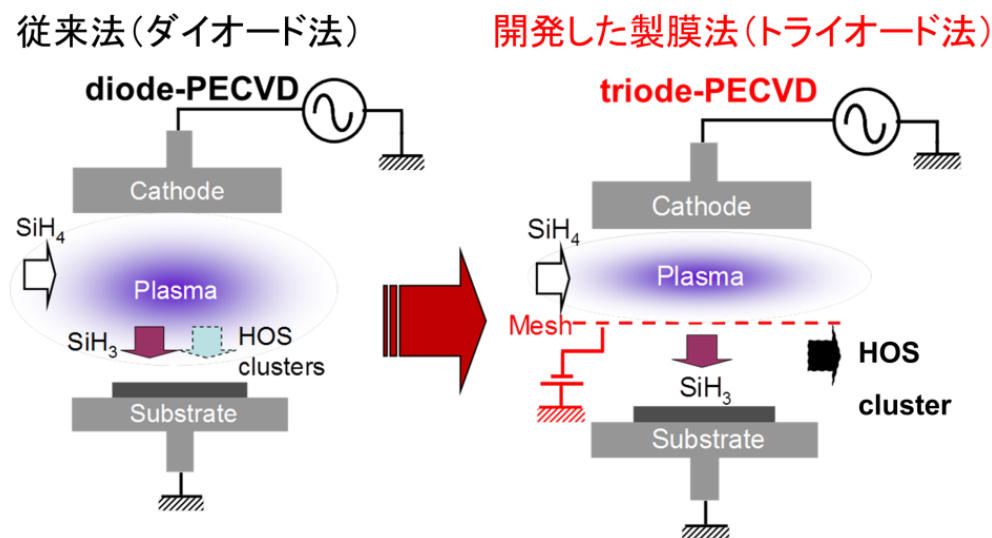 従来法(ダイオード法)
diode-PECVD
Cathode
SiH4
Plasma
SiH3
HOS
clusters
Substrate
開発した製膜法(トライオード法)
triode-PECVD
Cathode
SiH4
Plasma
Mesh
SiH3
HOS
cluster
Substrate